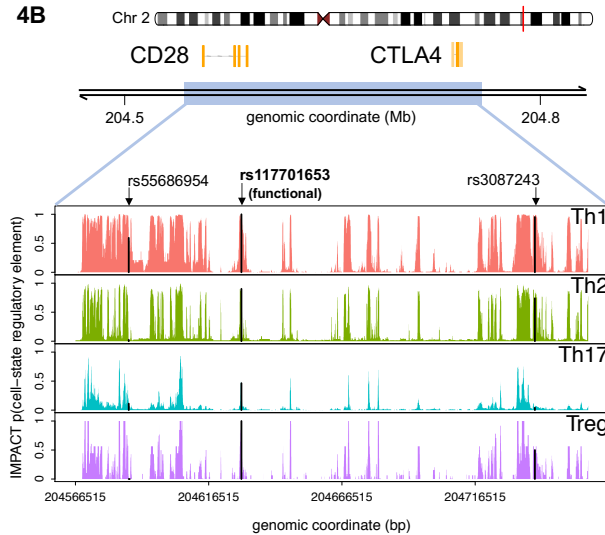 4B
Chr 2
CD28
CTLA4
204.5
genomic coordinate (Mb)
204.8
rs55686954
rs117701653
(functional)
rs3087243
IMPACT p(cell−state regulatory element)
0 0.5 1
Th1
0 0.5 1
Th2
0 0.5 1
Th17
0 0.5 1
Treg
204566515
204616515
204666515
204716515
genomic coordinate (bp)